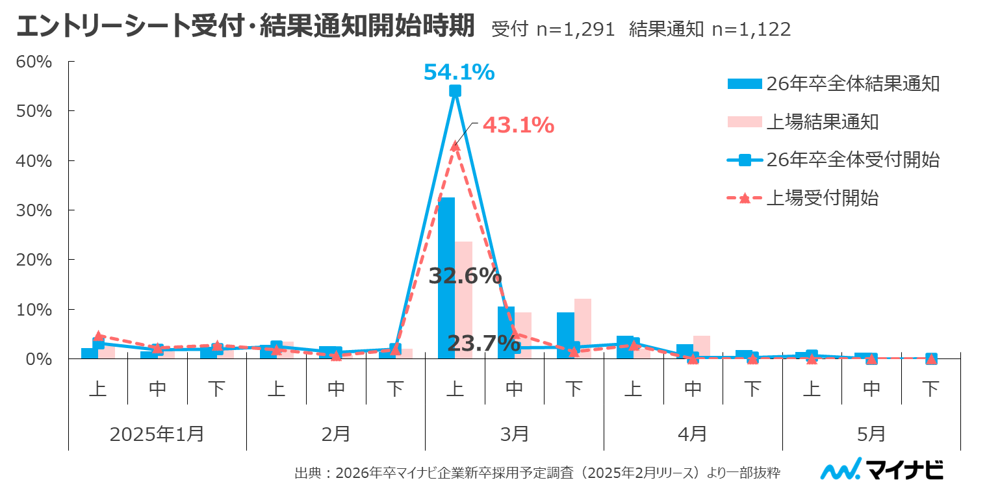 エントリーシート受付・結果通知開始時期 受付 n=1,291 結果通知 n=1,122
60%
50%
40%
30%
20%
10%
0%
54.1%
43.1%
32.6%
23.7%
26年卒全体結果通知
上場結果通知
26年卒全体受付開始
上場受付開始
上 中 下 上 中 下 上 中 下 上 中 下 上 中 下
2025年1月 2月 3月 4月 5月
出典：2026年卒マイナビ企業新卒採用予定調査（2025年2月リリース）より一部抜粋
マイナビ